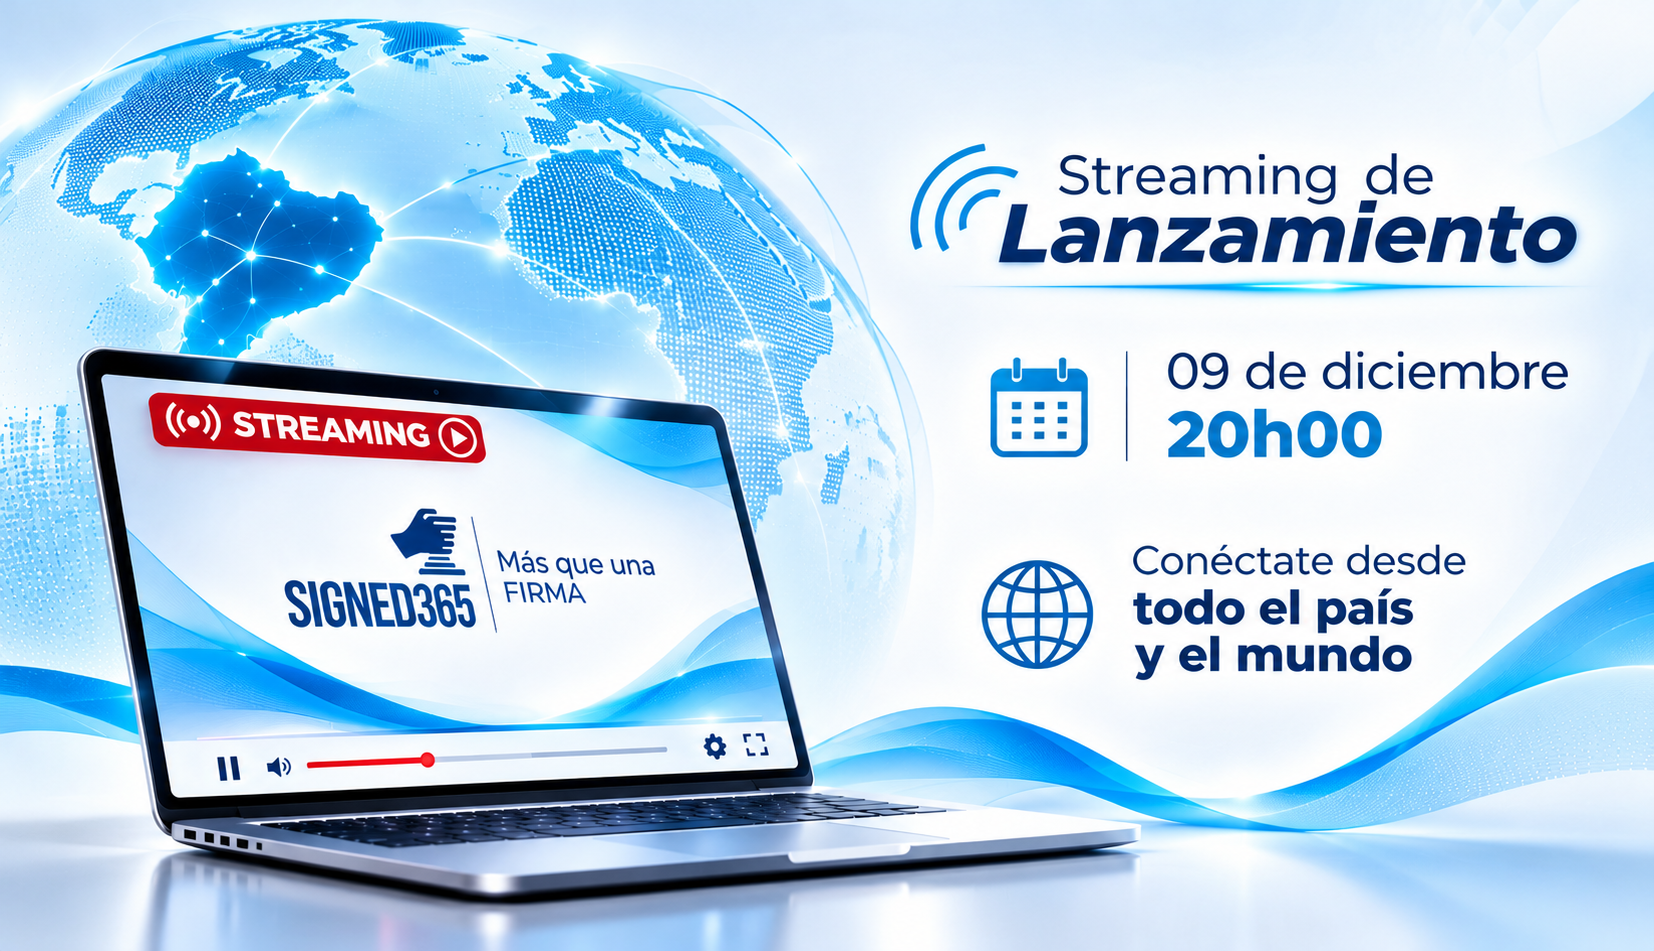 Streaming de
Lanzamiento
09 de diciembre
20h00
Conéctate desde
todo el país
y el mundo
STREAMING
SIGNED365
Más que una
FIRMA